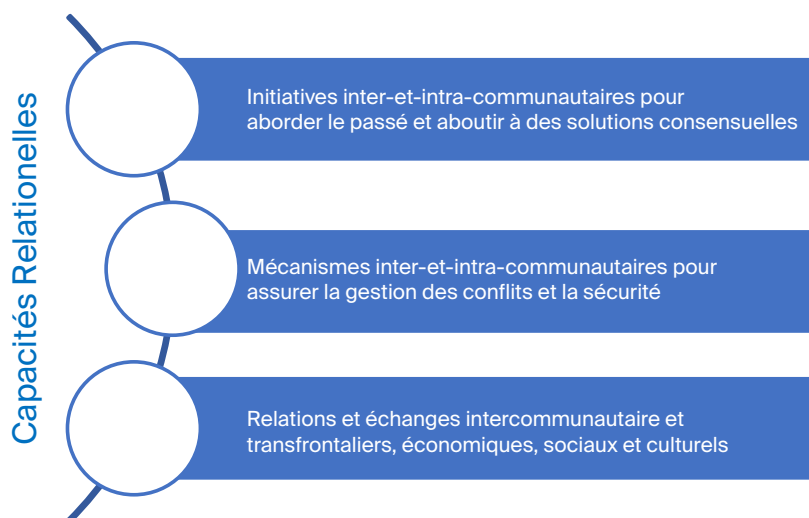 Capacités Relationelles
Initiatives inter-et-intra-communautaires pour
aborder le passé et aboutir à des solutions consensuelles
Mécanismes inter-et-intra-communautaires pour
assurer la gestion des conflits et la sécurité
Relations et échanges intercommunautaire et
transfrontaliers, économiques, sociaux et culturels